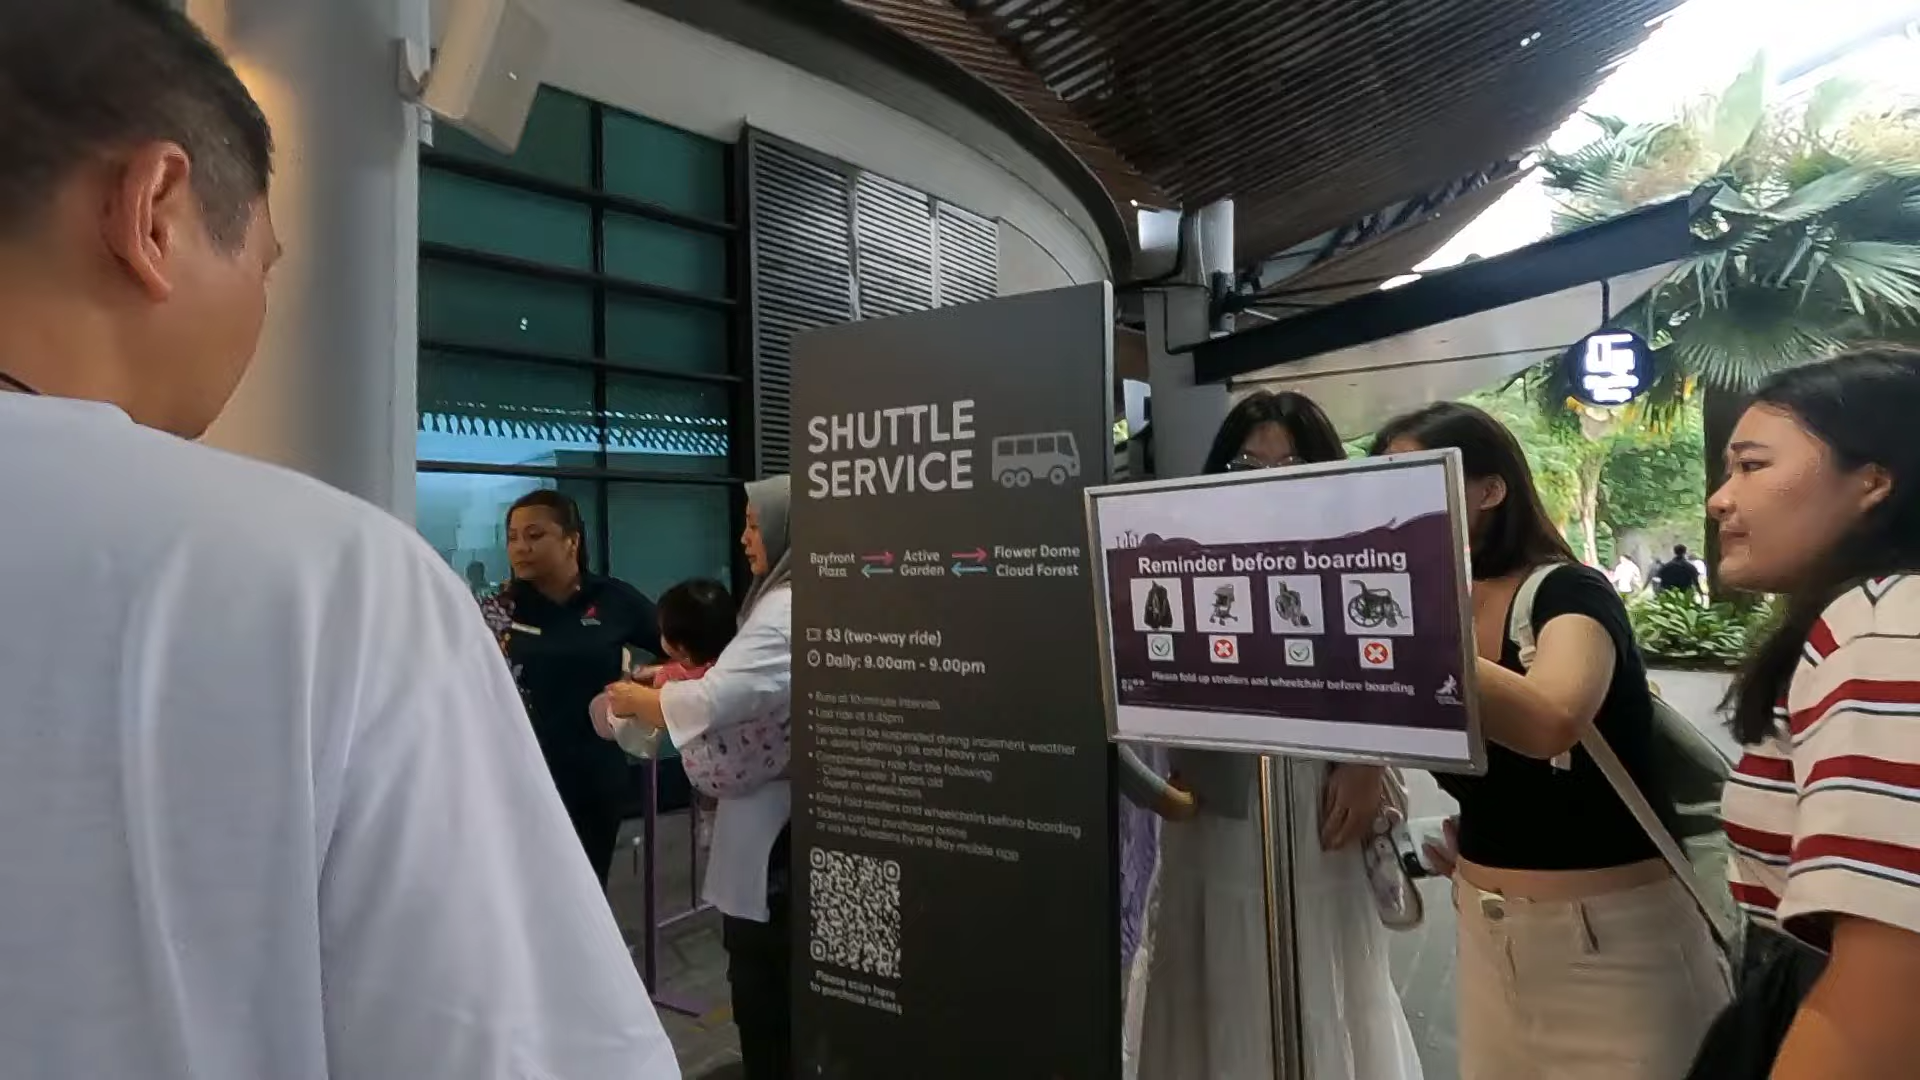 SHUTTLE
SERVICE
Bayfront
Plaza
Active
Garden
Flower Dome
Cloud Forest
$3 (two-way ride)
Daily: 9.00am - 9.00pm
• Runs at 10-minute intervals
• Last ride at 8.45pm
• Service will be suspended during inclement weather
i.e. during lightning risk and heavy rain
• Complimentary ride for the following
- Children under 3 years old
- Guest on wheelchairs
• Kindly fold strollers and wheelchairs before boarding
• Tickets can be purchased online
or via the Gardens by the Bay mobile app
Please scan here
to purchase tickets
Reminder before boarding
Please fold up strollers and wheelchair before boarding